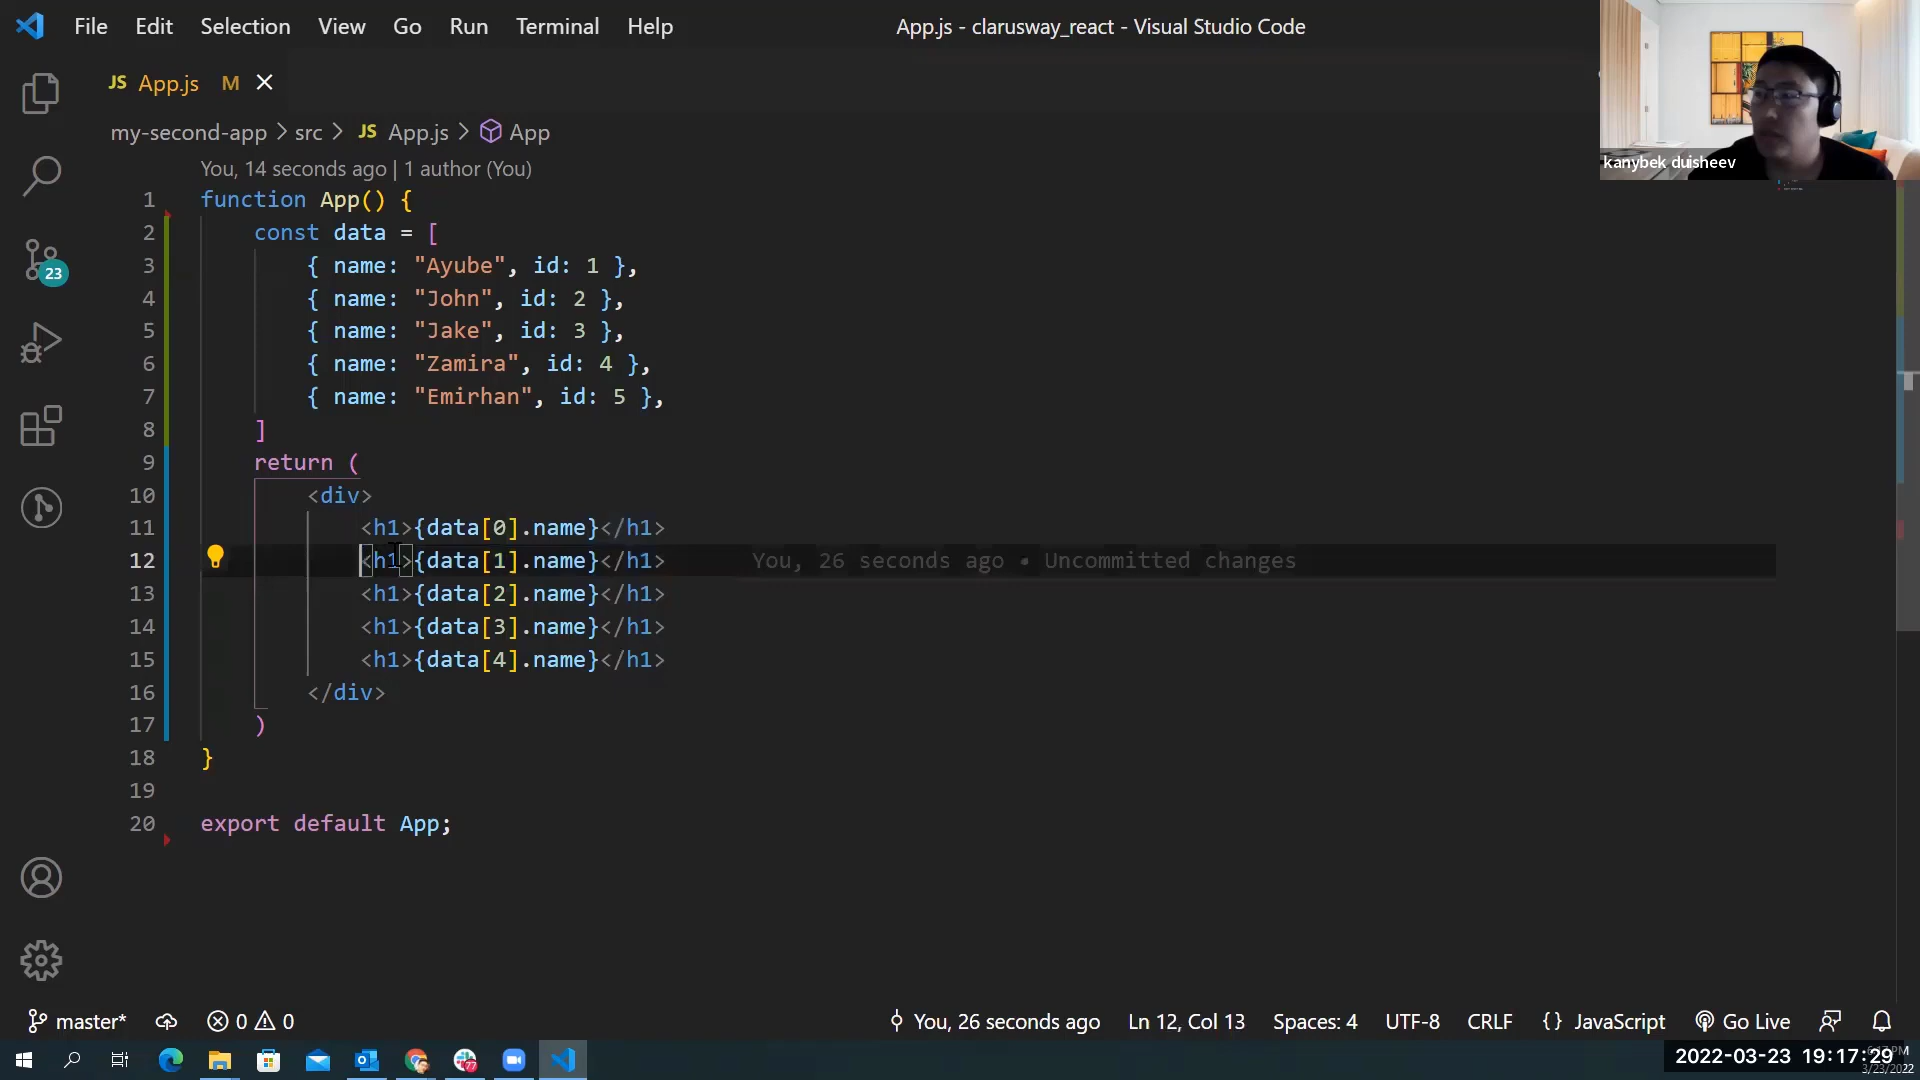 File Edit Selection View Go Run Terminal Help App.js - clarusway_react - Visual Studio Code
JS App.js M
my-second-app > src > JS App.js > App
kanybek duisheev
You, 14 seconds ago | 1 author (You)
1 function App() {
2 const data = [
3 { name: "Ayube", id: 1 },
4 { name: "John", id: 2 },
5 { name: "Jake", id: 3 },
6 { name: "Zamira", id: 4 },
7 { name: "Emirhan", id: 5 },
8 ]
9 return (
10 <div>
11 <h1>{data[0].name}</h1>
12 <h1>{data[1].name}</h1> You, 26 seconds ago • Uncommitted changes
13 <h1>{data[2].name}</h1>
14 <h1>{data[3].name}</h1>
15 <h1>{data[4].name}</h1>
16 </div>
17 )
18 }
19
20 export default App;
23
master* 0 0 You, 26 seconds ago Ln 12, Col 13 Spaces: 4 UTF-8 CRLF {} JavaScript Go Live
77
2022-03-23 19:17:29
3/23/2022